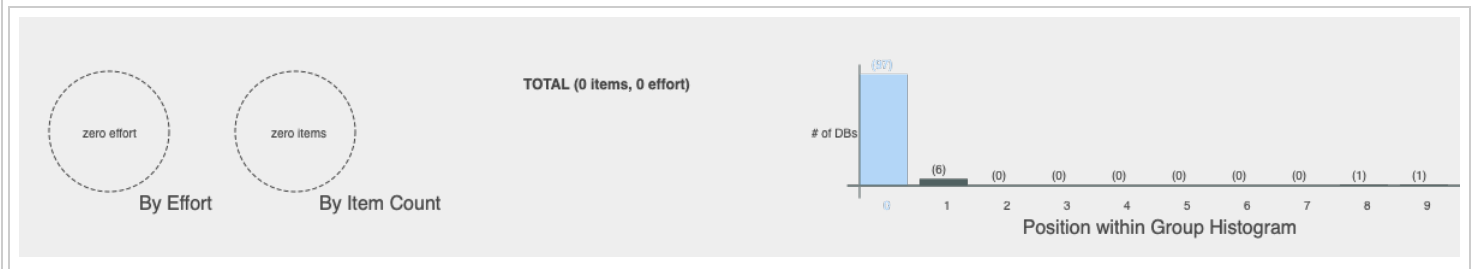 zero effort
zero items
By Effort
By Item Count
TOTAL (0 items, 0 effort)
# of DBs
(6)
(0)
(0)
(0)
(0)
(0)
(0)
(1)
(1)
1 2 3 4 5 6 7 8 9
Position within Group Histogram